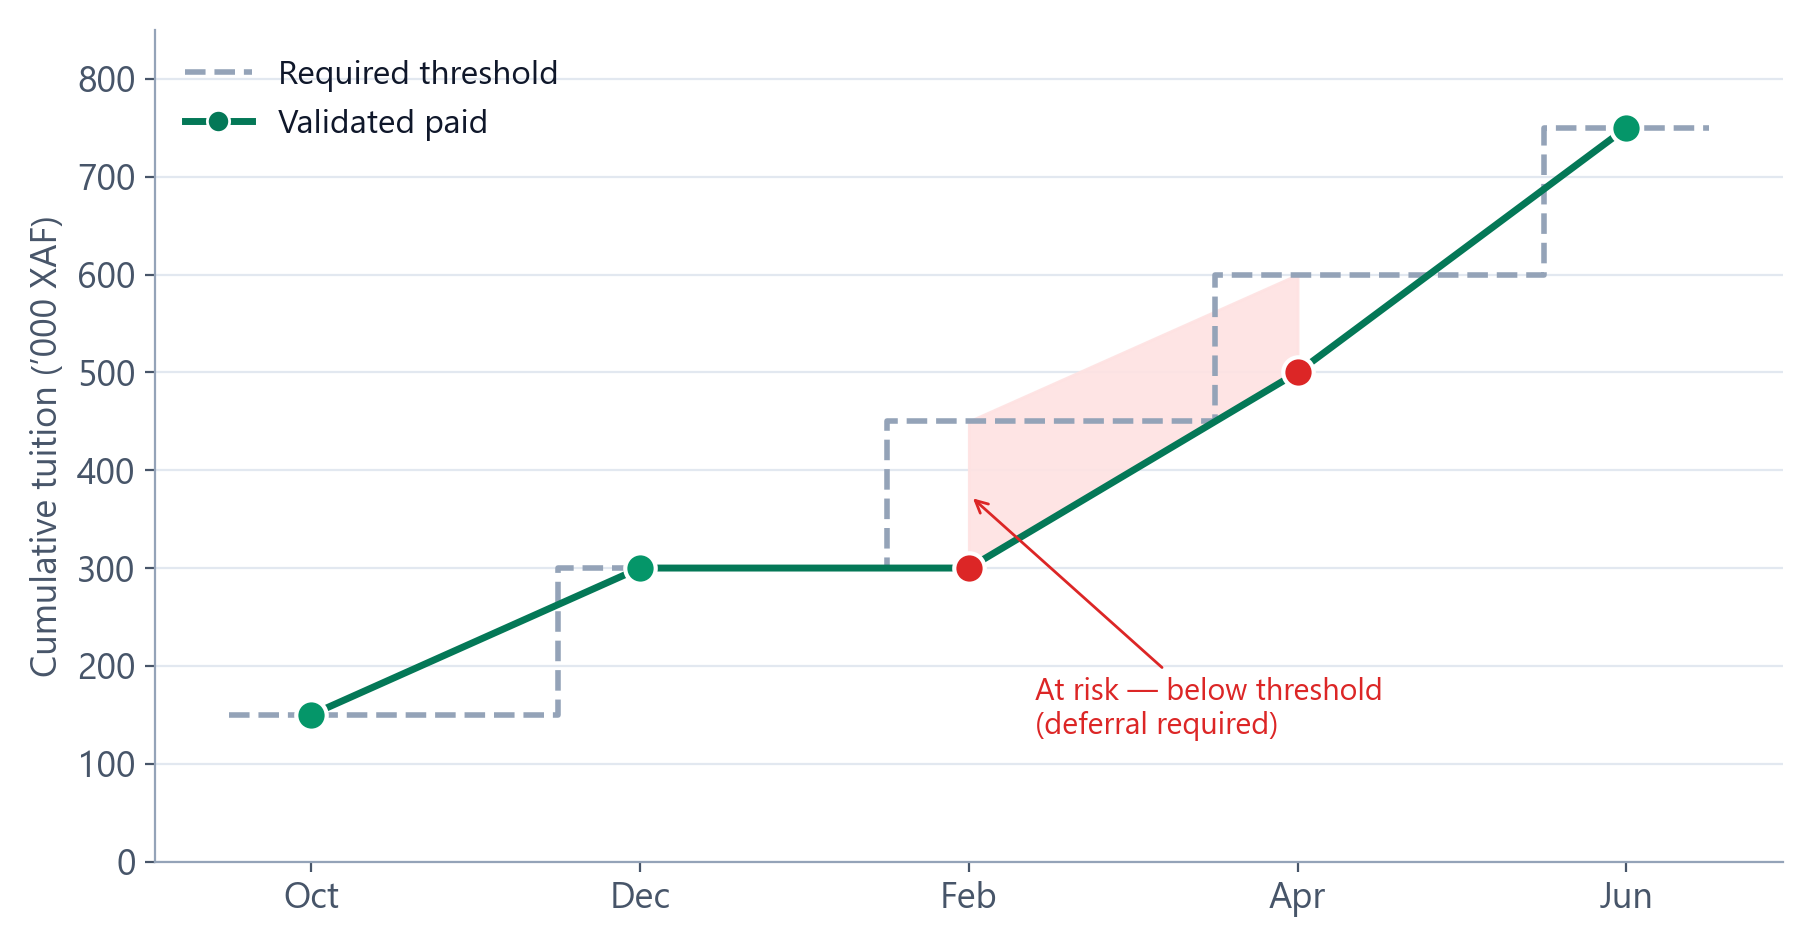 Required threshold
Validated paid
Cumulative tuition (’000 XAF)
800
700
600
500
400
300
200
100
0
At risk — below threshold
(deferral required)
Oct
Dec
Feb
Apr
Jun